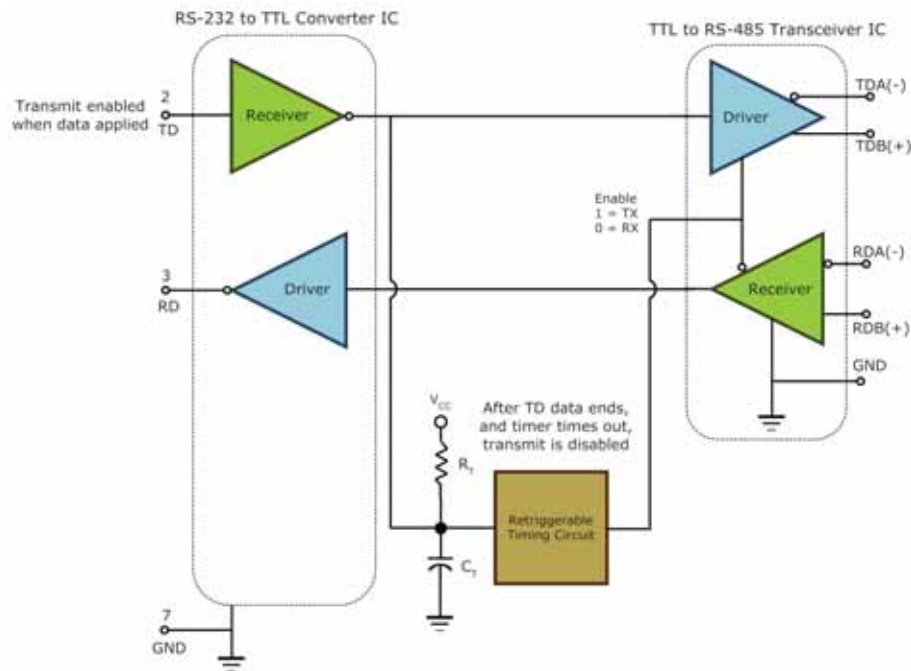 RS-232 to TTL Converter IC
TTL to RS-485 Transceiver IC
Transmit enabled
when data applied
2
TD
Receiver
Driver
TDA(-)
TDB(+)
Enable
1 = TX
0 = RX
3
RD
Driver
Receiver
RDA(-)
RDB(+)
GND
VCC
RT
After TD data ends,
and timer times out,
transmit is disabled
Retriggerable
Timing Circuit
CT
7
GND